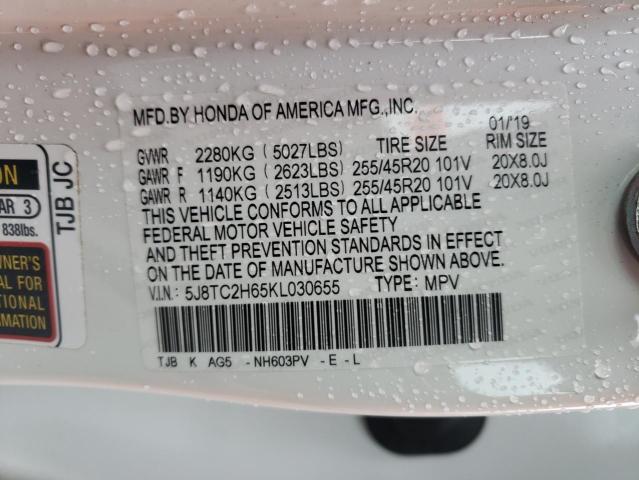 MFD.BY HONDA OF AMERICA MFG.,INC.
01/'19
GVWR 2280KG (5027LBS) TIRE SIZE RIM SIZE
GAWR F 1190KG (2623LBS) 255/45R20 101V 20X8.0J
GAWR R 1140KG (2513LBS) 255/45R20 101V 20X8.0J
THIS VEHICLE CONFORMS TO ALL APPLICABLE
FEDERAL MOTOR VEHICLE SAFETY
AND THEFT PREVENTION STANDARDS IN EFFECT
ON THE DATE OF MANUFACTURE SHOWN ABOVE.
V.I.N.: 5J8TC2H65KL030655 TYPE: MPV
TJB K AG5 -NH603PV -E-L
ON
AR 3
838lbs.
WNER'S
AL FOR
TIONAL
RMATION
TJB JC